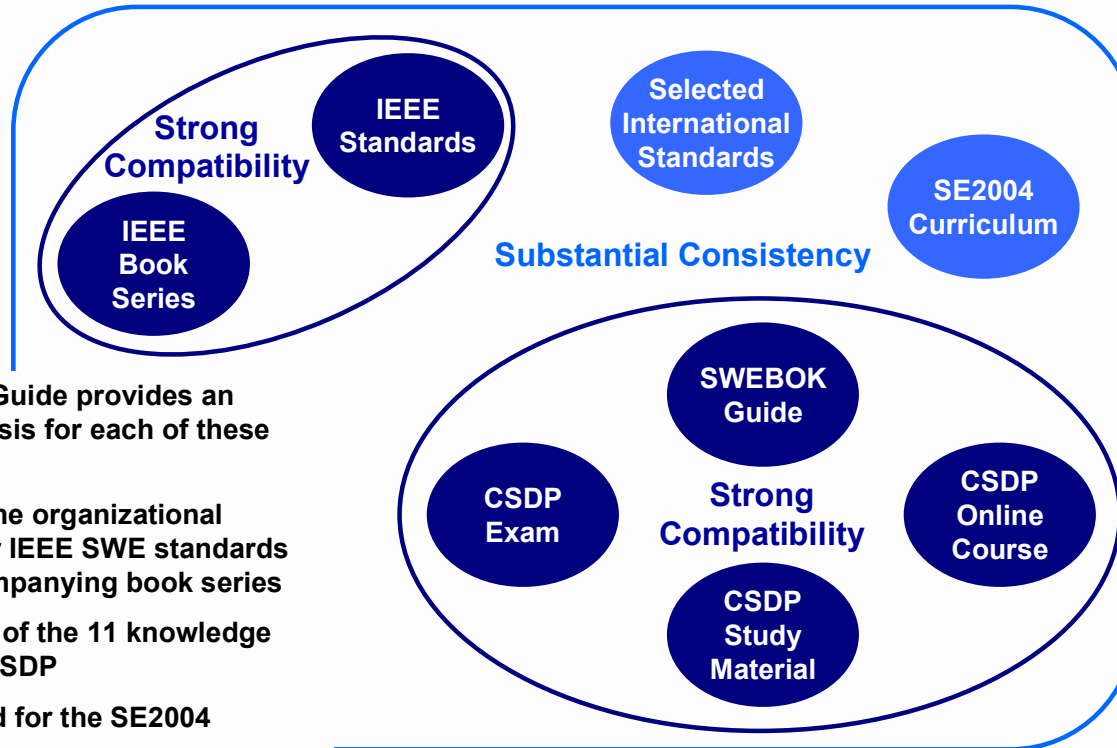 IEEE
Standards
Strong
Compatibility
IEEE
Book
Series
Selected
International
Standards
SE2004
Curriculum
Substantial Consistency
SWEBOK
Guide
CSDP
Exam
Strong
Compatibility
CSDP
Online
Course
CSDP
Study
Material
Guide provides an
sis for each of these
ne organizational
IEEE SWE standards
mpanying book series
of the 11 knowledge
SDP
d for the SE2004